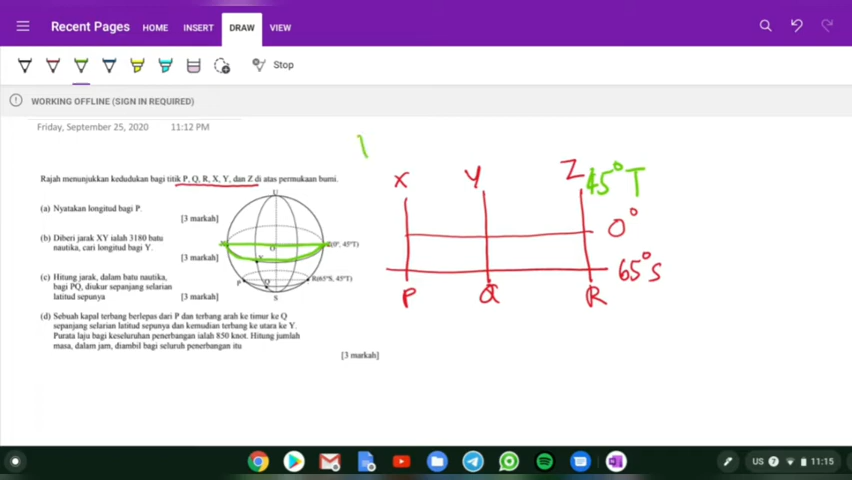 Recent Pages HOME INSERT DRAW VIEW
Stop
WORKING OFFLINE (SIGN IN REQUIRED)
Friday, September 25, 2020 11:12 PM
Rajah menunjukkan kedudukan bagi titik P, Q, R, X, Y, dan Z di atas permukaan bumi.
(a) Nyatakan longitud bagi P.
[3 markah]
(b) Diberi jarak XY ialah 3180 batu
nautika, cari longitud bagi Y.
[3 markah]
(c) Hitung jarak, dalam batu nautika,
bagi PQ, diukur sepanjang selarian
latitud sepunya [3 markah]
(d) Sebuah kapal terbang berlepas dari P dan terbang arah ke timur ke Q
sepanjang selarian latitud sepunya dan kemudian terbang ke utara ke Y.
Purata laju bagi keseluruhan penerbangan ialah 850 knot. Hitung jumlah
masa, dalam jam, diambil bagi seluruh penerbangan itu
[3 markah]
U
O
Z(0°, 45°T)
Y
P Q R(65°S, 45°T)
S
X Y Z 45°T
0°
65°S
P Q R
US 7 11:15